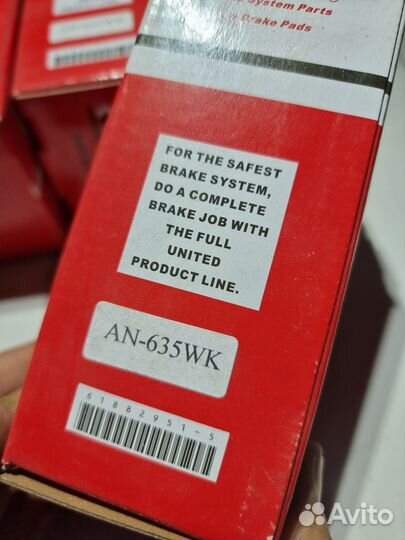 System Parts
Brake Pads
FOR THE SAFEST
BRAKE SYSTEM,
DO A COMPLETE
BRAKE JOB WITH
THE FULL
UNITED
PRODUCT LINE.
AN-635WK
61882951-5
Avito